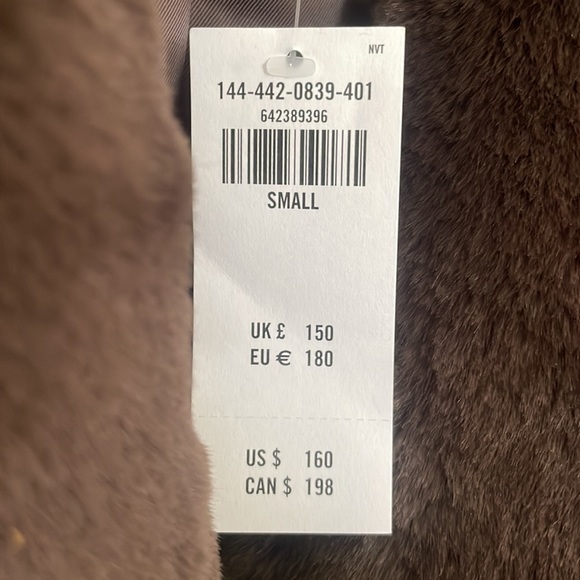 NVT
144-442-0839-401
642389396
SMALL
UK £ 150
EU € 180
US $ 160
CAN $ 198